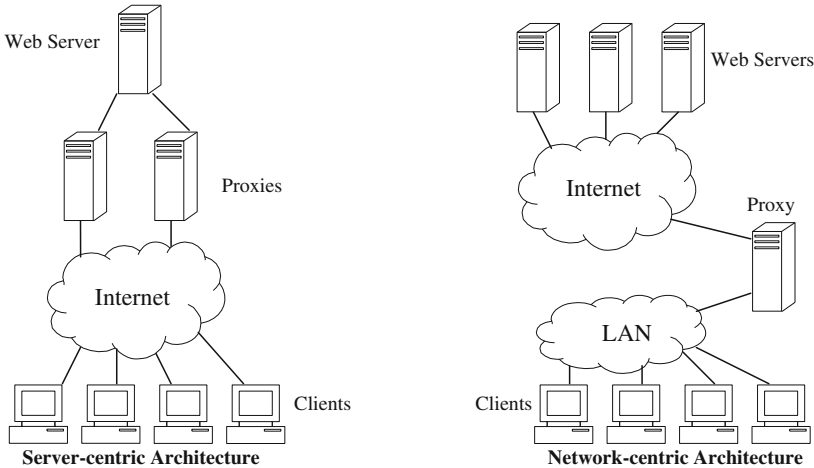 Web Server
Proxies
Internet
Clients
Server-centric Architecture
Web Servers
Internet
Proxy
LAN
Clients
Network-centric Architecture